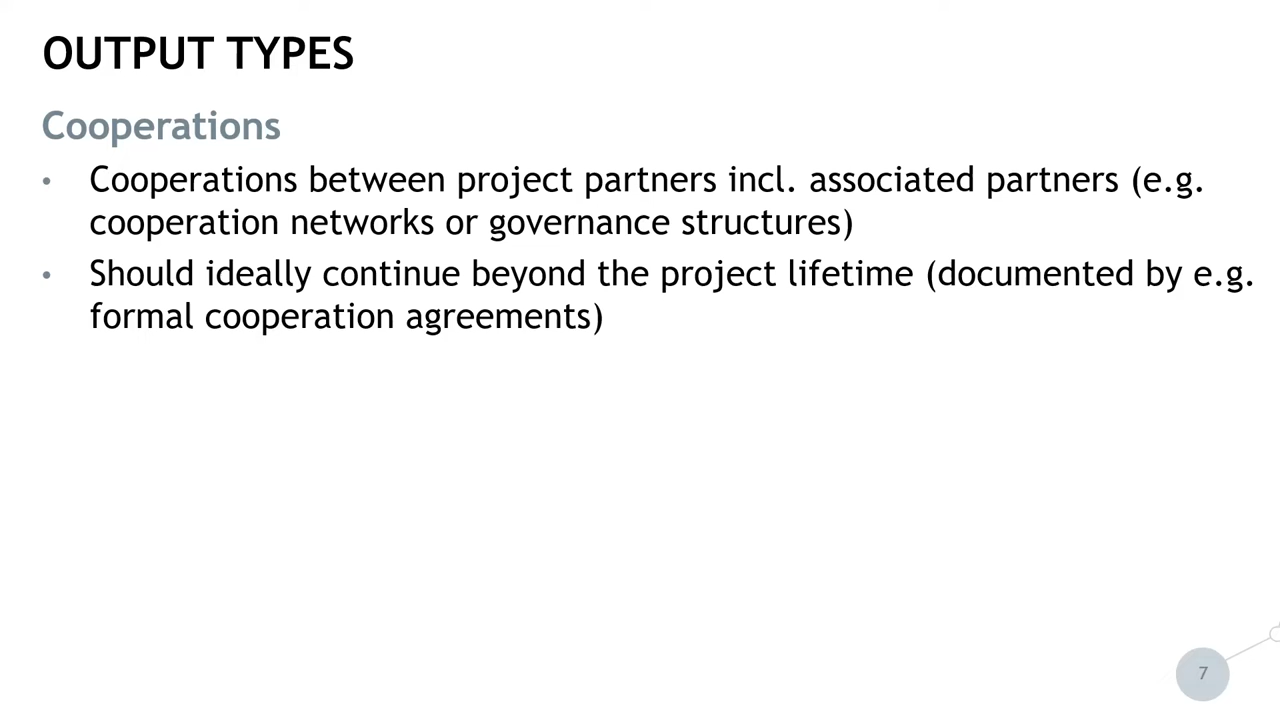 OUTPUT TYPES
Cooperations
• Cooperations between project partners incl. associated partners (e.g.
cooperation networks or governance structures)
• Should ideally continue beyond the project lifetime (documented by e.g.
formal cooperation agreements)
7